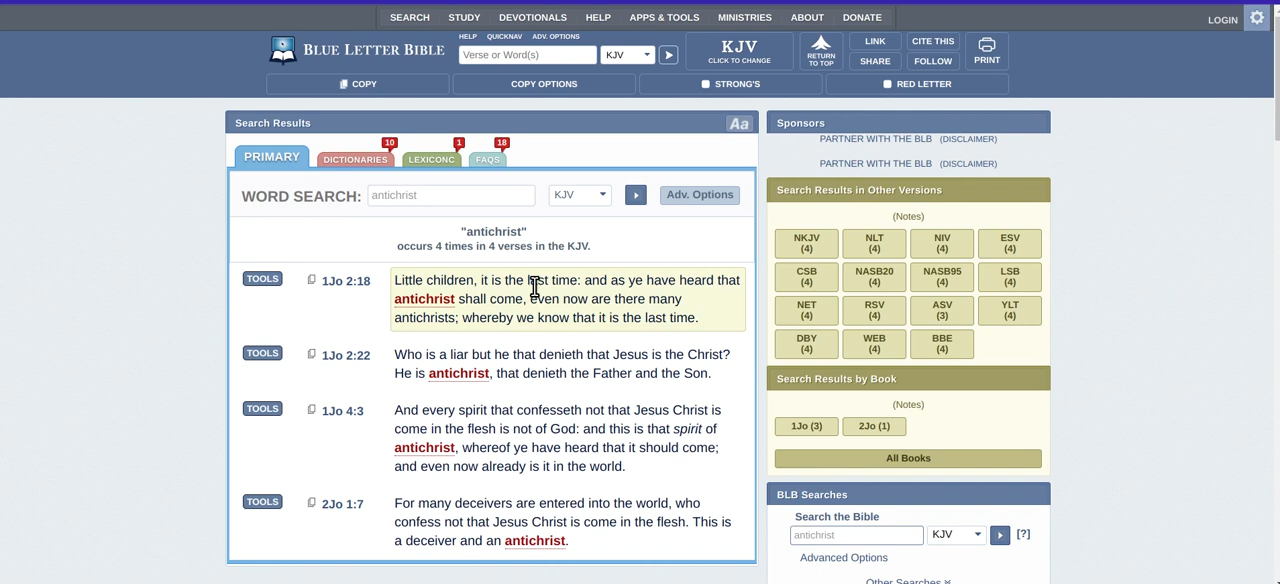 SEARCH STUDY DEVOTIONALS HELP APPS & TOOLS MINISTRIES ABOUT DONATE
LOGIN
BLUE LETTER BIBLE
HELP QUICKNAV ADV. OPTIONS
Verse or Word(s) KJV
KJV
CLICK TO CHANGE
RETURN
TO TOP
LINK CITE THIS
SHARE FOLLOW
PRINT
COPY COPY OPTIONS STRONG'S RED LETTER
Search Results Aa
PRIMARY DICTIONARIES 10 LEXICONC 1 FAQS 18
WORD SEARCH: antichrist KJV Adv. Options
"antichrist"
occurs 4 times in 4 verses in the KJV.
TOOLS 1Jo 2:18 Little children, it is the last time: and as ye have heard that
antichrist shall come, even now are there many
antichrists; whereby we know that it is the last time.
TOOLS 1Jo 2:22 Who is a liar but he that denieth that Jesus is the Christ?
He is antichrist, that denieth the Father and the Son.
TOOLS 1Jo 4:3 And every spirit that confesseth not that Jesus Christ is
come in the flesh is not of God: and this is that spirit of
antichrist, whereof ye have heard that it should come;
and even now already is it in the world.
TOOLS 2Jo 1:7 For many deceivers are entered into the world, who
confess not that Jesus Christ is come in the flesh. This is
a deceiver and an antichrist.
Sponsors
PARTNER WITH THE BLB (DISCLAIMER)
PARTNER WITH THE BLB (DISCLAIMER)
Search Results in Other Versions
(Notes)
NKJV NLT NIV ESV
(4) (4) (4) (4)
CSB NASB20 NASB95 LSB
(4) (4) (4) (4)
NET RSV ASV YLT
(4) (4) (3) (4)
DBY WEB BBE
(4) (4) (4)
Search Results by Book
(Notes)
1Jo (3) 2Jo (1)
All Books
BLB Searches
Search the Bible
antichrist KJV [?]
Advanced Options
Other Searches